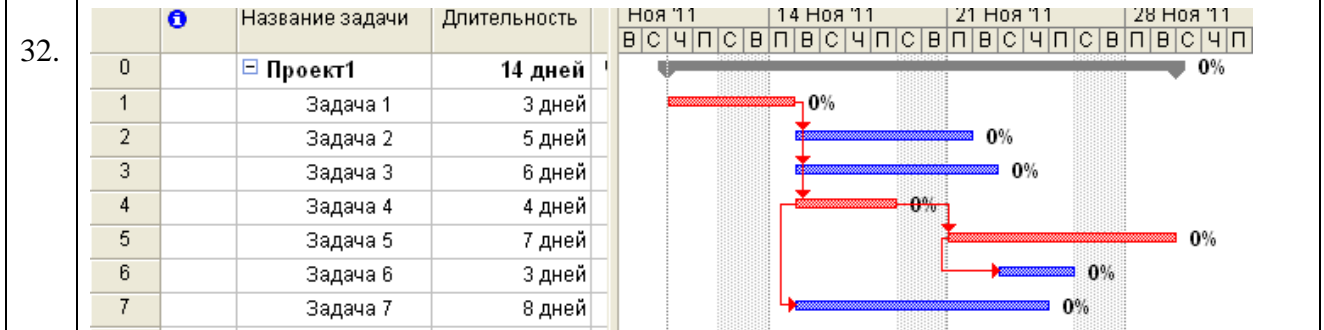 32.
Название задачи Длительность Ноя '11 14 Ноя '11 21 Ноя '11 28 Ноя '11
В С Ч П С В П В С Ч П С В П В С Ч П С В П В С Ч П
0 Проект1 14 дней 0%
1 Задача 1 3 дней 0%
2 Задача 2 5 дней 0%
3 Задача 3 6 дней 0%
4 Задача 4 4 дней 0%
5 Задача 5 7 дней 0%
6 Задача 6 3 дней 0%
7 Задача 7 8 дней 0%